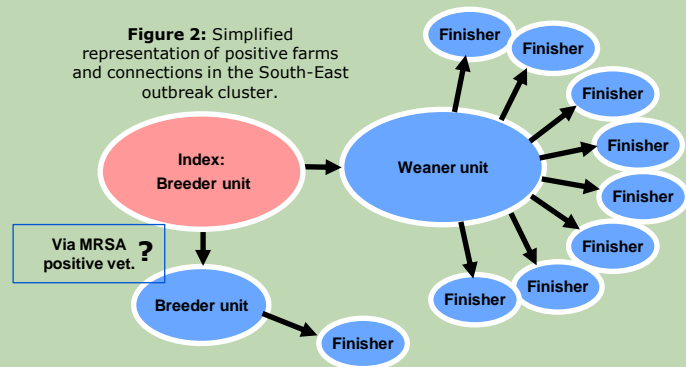 Figure 2: Simplified
representation of positive farms
and connections in the South-East
outbreak cluster.
Finisher
Finisher
Finisher
Finisher
Finisher
Finisher
Finisher
Finisher
Index:
Breeder unit
Weaner unit
Via MRSA
positive vet.
?
Breeder unit
Finisher